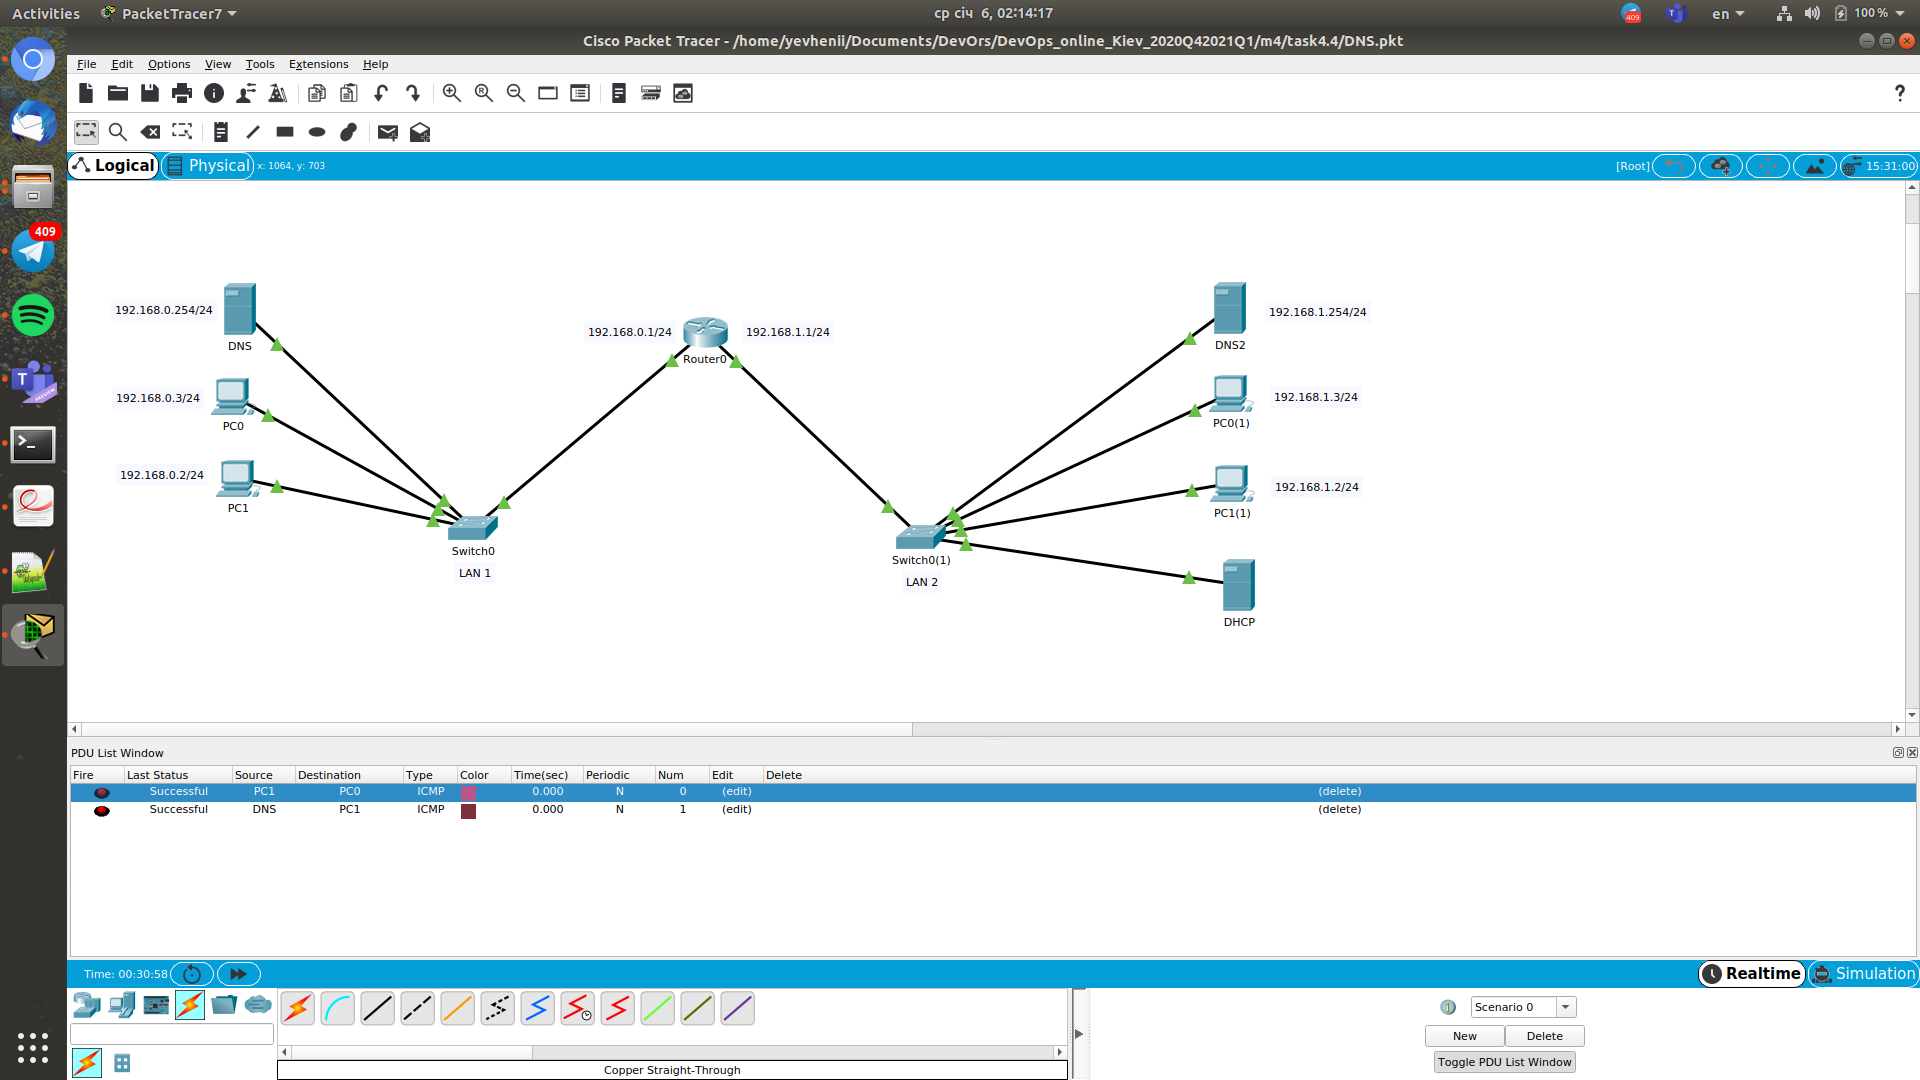 Activities PacketTracer7 ср січ 6, 02:14:17 409 en 100 %
Cisco Packet Tracer - /home/yevhenii/Documents/DevOrs/DevOps_online_Kiev_2020Q42021Q1/m4/task4.4/DNS.pkt
File Edit Options View Tools Extensions Help
Logical Physical x: 1064, y: 703 [Root] 15:31:00
409
192.168.0.254/24
DNS
192.168.0.3/24
PC0
192.168.0.2/24
PC1
Switch0
LAN 1
192.168.0.1/24
192.168.1.1/24
Router0
Switch0(1)
LAN 2
192.168.1.254/24
DNS2
192.168.1.3/24
PC0(1)
192.168.1.2/24
PC1(1)
DHCP
PDU List Window
Fire Last Status Source Destination Type Color Time(sec) Periodic Num Edit Delete
Successful PC1 PC0 ICMP 0.000 N 0 (edit) (delete)
Successful DNS PC1 ICMP 0.000 N 1 (edit) (delete)
Time: 00:30:58 Realtime Simulation
Scenario 0
New Delete
Toggle PDU List Window
Copper Straight-Through